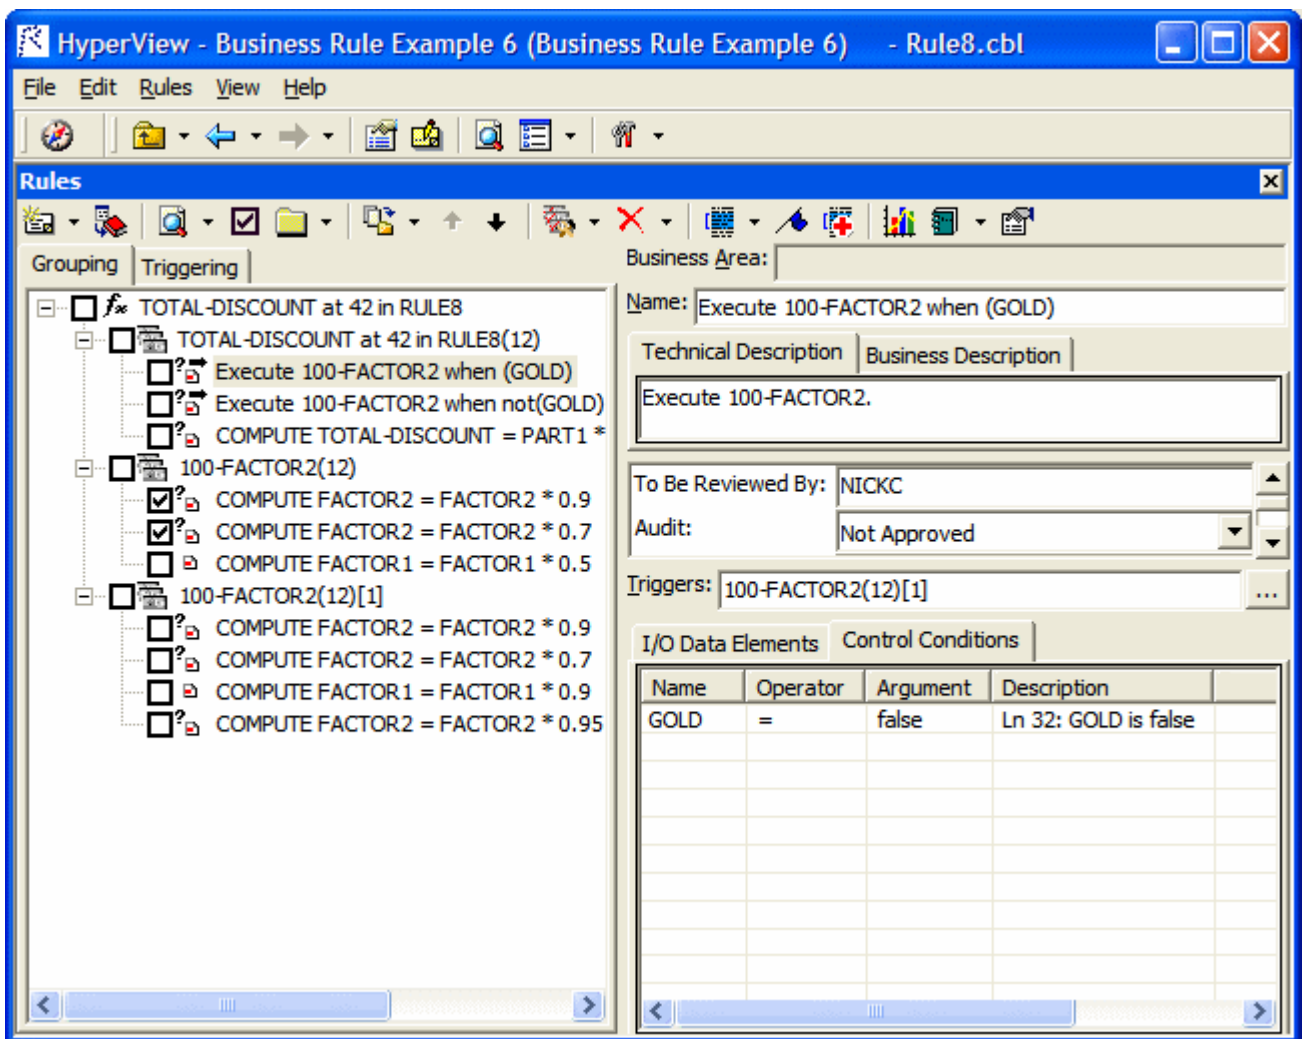 HyperView - Business Rule Example 6 (Business Rule Example 6) - Rule8.cbl
File Edit Rules View Help
Rules
Grouping Triggering
TOTAL-DISCOUNT at 42 in RULE8
TOTAL-DISCOUNT at 42 in RULE8(12)
Execute 100-FACTOR2 when (GOLD)
Execute 100-FACTOR2 when not(GOLD)
COMPUTE TOTAL-DISCOUNT = PART1 *
100-FACTOR2(12)
COMPUTE FACTOR2 = FACTOR2 * 0.9
COMPUTE FACTOR2 = FACTOR2 * 0.7
COMPUTE FACTOR1 = FACTOR1 * 0.5
100-FACTOR2(12)[1]
COMPUTE FACTOR2 = FACTOR2 * 0.9
COMPUTE FACTOR2 = FACTOR2 * 0.7
COMPUTE FACTOR1 = FACTOR1 * 0.9
COMPUTE FACTOR2 = FACTOR2 * 0.95
Business Area:
Name: Execute 100-FACTOR2 when (GOLD)
Technical Description Business Description
Execute 100-FACTOR2.
To Be Reviewed By: NICKC
Audit: Not Approved
Triggers: 100-FACTOR2(12)[1] ...
I/O Data Elements Control Conditions
Name Operator Argument Description
GOLD = false Ln 32: GOLD is false